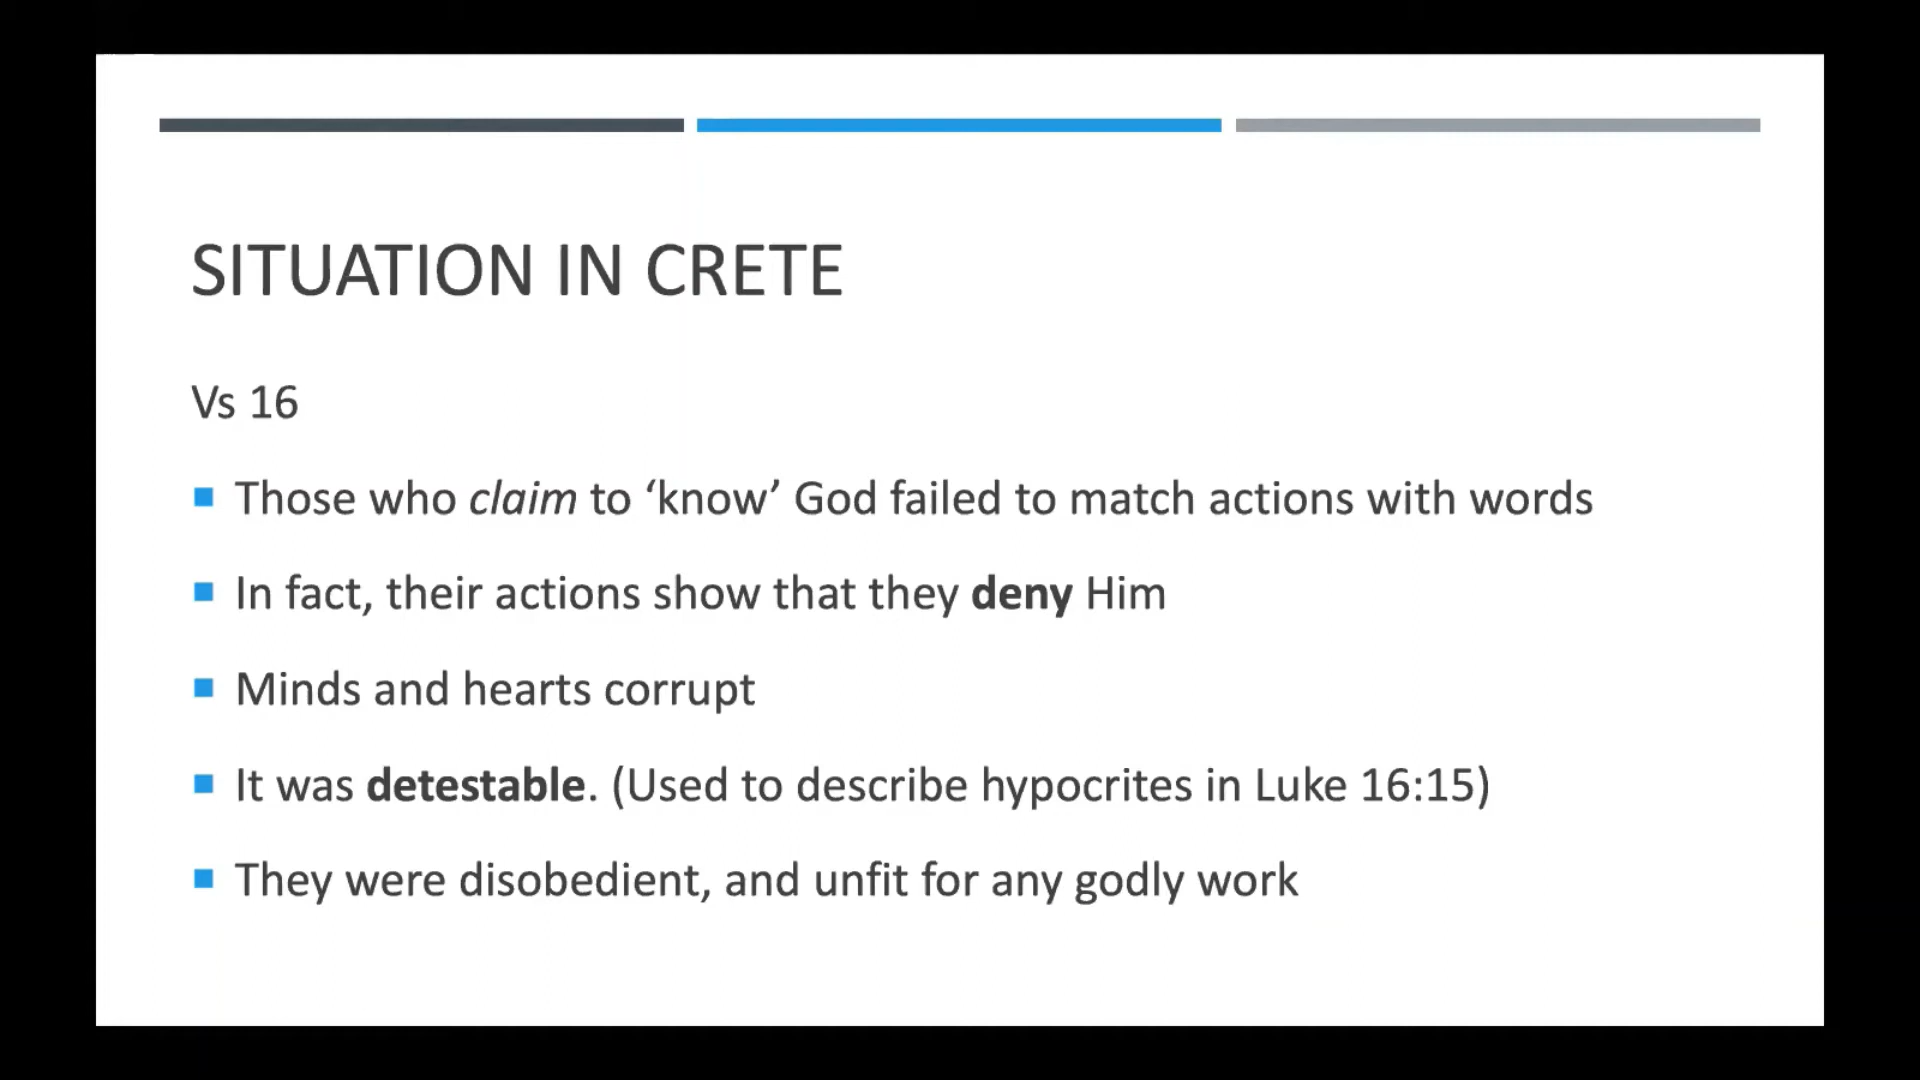 SITUATION IN CRETE
Vs 16
Those who claim to ‘know’ God failed to match actions with words
In fact, their actions show that they deny Him
Minds and hearts corrupt
It was detestable. (Used to describe hypocrites in Luke 16:15)
They were disobedient, and unfit for any godly work